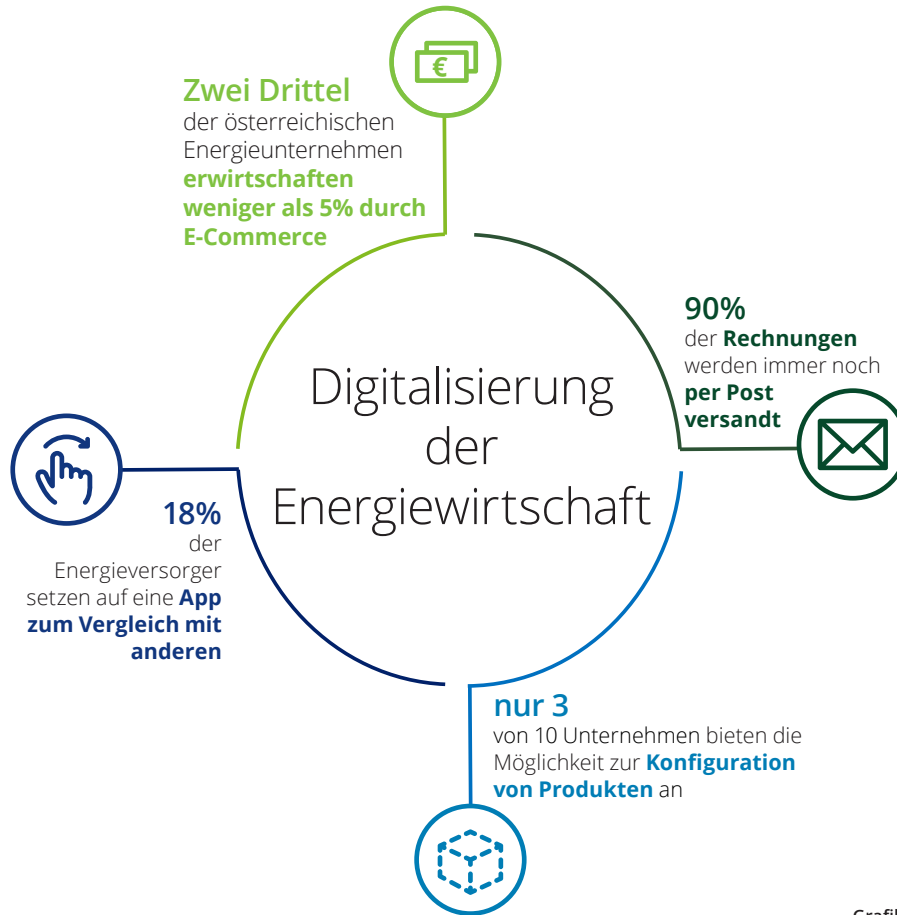 €
Zwei Drittel
der österreichischen
Energieunternehmen
erwirtschaften
weniger als 5% durch
E-Commerce
90%
der Rechnungen
werden immer noch
per Post
versandt
Digitalisierung
der
Energiewirtschaft
18%
der
Energieversorger
setzen auf eine App
zum Vergleich mit
anderen
nur 3
von 10 Unternehmen bieten die
Möglichkeit zur Konfiguration
von Produkten an
Grafik